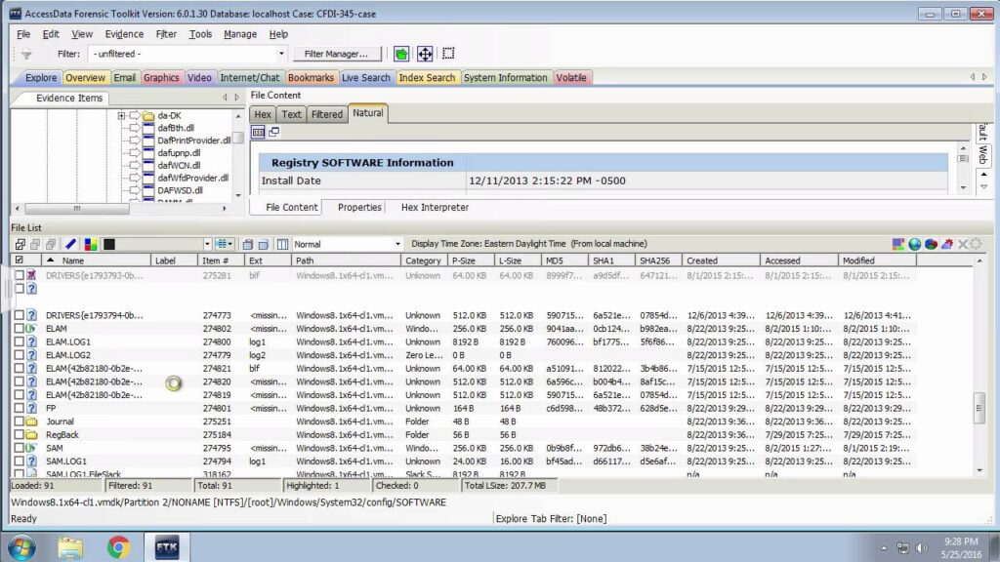 AccessData Forensic Toolkit Version: 6.0.1.30 Database: localhost Case: CFDI-345-case
File Edit View Evidence Filter Tools Manage Help
Filter: - unfiltered - Filter Manager...
Explore Overview Email Graphics Video Internet/Chat Bookmarks Live Search Index Search System Information Volatile
Evidence Items
da-DK
dafBth.dll
DafPrintProvider.dll
dafupnp.dll
dafWCN.dll
dafWfdProvider.dll
DAFWSD.dll
DAMM.dll
File Content
Hex Text Filtered Natural
Registry SOFTWARE Information
Install Date 12/11/2013 2:15:22 PM -0500
File Content Properties Hex Interpreter
ault Web
File List
Normal Display Time Zone: Eastern Daylight Time (From local machine)
Name Label Item # Ext Path Category P-Size L-Size MD5 SHA1 SHA256 Created Accessed Modified
DRIVERS{e1793793-0b... 275281 blf Windows8.1x64-cl1.vm... Unknown 64.00 KB 64.00 KB 8999f7... a9d5df... 647121... 8/1/2015 2:15:... 8/1/2015 2:15:... 8/1/2015 2:15:...
DRIVERS{e1793794-0b... 274773 <missin... Windows8.1x64-cl1.vm... Unknown 512.0 KB 512.0 KB 590715... 6a521e... 07854d... 12/6/2013 4:39... 12/6/2013 4:39... 12/6/2013 4:41...
ELAM 274802 <missin... Windows8.1x64-cl1.vm... Windo... 256.0 KB 256.0 KB 9041aa... 0cb124... b982ea... 8/22/2013 9:25... 8/2/2015 1:10:... 8/2/2015 1:10:...
ELAM.LOG1 274800 log1 Windows8.1x64-cl1.vm... Unknown 8192 B 8192 B 760096... bf1775... 5f6f86... 8/22/2013 9:25... 8/22/2013 9:25... 8/22/2013 9:25...
ELAM.LOG2 274779 log2 Windows8.1x64-cl1.vm... Zero Le... 0 B 0 B 8/22/2013 9:25... 8/22/2013 9:25... 8/22/2013 9:25...
ELAM{42b82180-0b2e-... 274821 blf Windows8.1x64-cl1.vm... Unknown 64.00 KB 64.00 KB a51091... 812022... 3b4b86... 7/15/2015 12:5... 7/15/2015 12:5... 7/15/2015 12:5...
ELAM{42b82180-0b2e-... 274820 <missin... Windows8.1x64-cl1.vm... Unknown 512.0 KB 512.0 KB 6a596c... b004b4... 8af15c... 7/15/2015 12:5... 7/15/2015 12:5... 7/15/2015 12:5...
ELAM{42b82180-0b2e-... 274819 <missin... Windows8.1x64-cl1.vm... Unknown 512.0 KB 512.0 KB 590715... 6a521e... 07854d... 7/15/2015 12:5... 7/15/2015 12:5... 7/15/2015 12:5...
FP 274801 <missin... Windows8.1x64-cl1.vm... Unknown 164 B 164 B c6d598... 48b372... 628d5e... 8/22/2013 9:29... 8/22/2013 9:29... 8/22/2013 9:29...
Journal 275251 Windows8.1x64-cl1.vm... Folder 48 B 48 B 8/22/2013 9:36... 8/22/2013 9:36... 8/22/2013 9:36...
RegBack 275184 Windows8.1x64-cl1.vm... Folder 56 B 56 B 8/22/2013 9:36... 7/29/2015 7:25... 7/29/2015 7:25...
SAM 274795 <missin... Windows8.1x64-cl1.vm... Windo... 256.0 KB 256.0 KB 0b9b8f... 972db6... 38b24e... 8/22/2013 9:25... 8/2/2015 1:27:... 8/1/2015 2:19:...
SAM.LOG1 274794 log1 Windows8.1x64-cl1.vm... Unknown 24.00 KB 16.00 KB bf45ad... d66117... d5e6af... 8/22/2013 9:25... 8/22/2013 9:25... 8/22/2013 9:25...
SAM.LOG1.FileSlack 318162 Windows8.1x64-cl1.vm... Slack S... 8192 B 8192 B n/a n/a n/a
Loaded: 91 Filtered: 91 Total: 91 Highlighted: 1 Checked: 0 Total LSize: 207.7 MB
Windows8.1x64-cl1.vmdk/Partition 2/NONAME [NTFS]/[root]/Windows/System32/config/SOFTWARE
Ready Explore Tab Filter: [None]
FTK
9:28 PM
5/25/2016